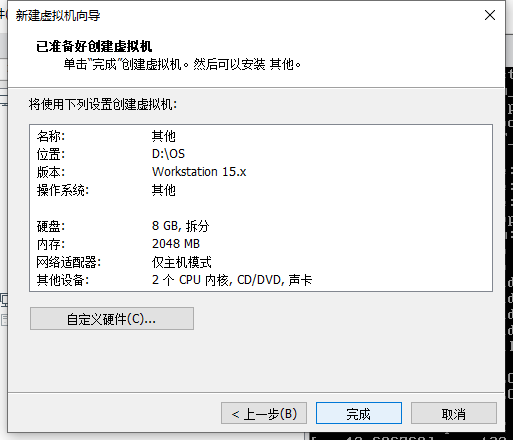 新建虚拟机向导
已准备好创建虚拟机
单击“完成”创建虚拟机。然后可以安装 其他。
将使用下列设置创建虚拟机:
名称: 其他
位置: D:\OS
版本: Workstation 15.x
操作系统: 其他
硬盘: 8 GB, 拆分
内存: 2048 MB
网络适配器: 仅主机模式
其他设备: 2 个 CPU 内核, CD/DVD, 声卡
自定义硬件(C)...
< 上一步(B)
完成
取消